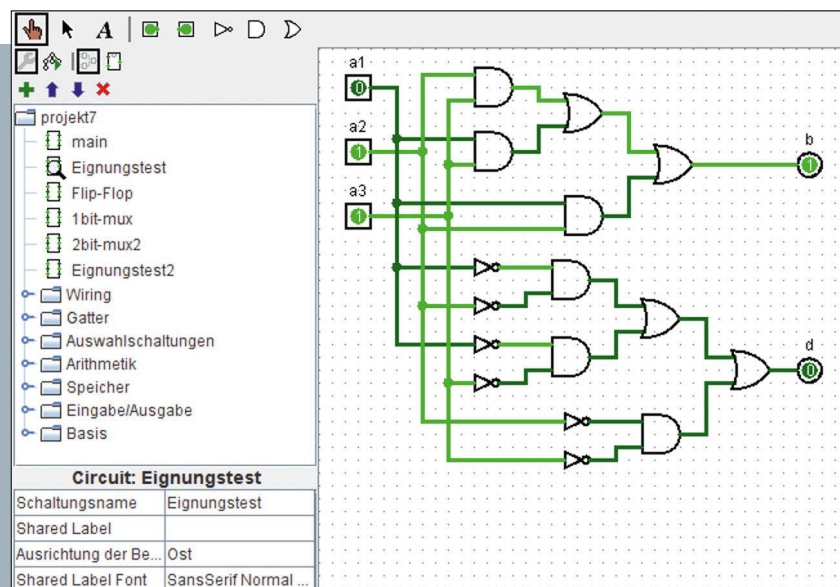 A
projekt7
main
Eignungstest
Flip-Flop
1bit-mux
2bit-mux2
Eignungstest2
Wiring
Gatter
Auswahlschaltungen
Arithmetik
Speicher
Eingabe/Ausgabe
Basis
Circuit: Eignungstest
Schaltungsname Eignungstest
Shared Label
Ausrichtung der Be... Ost
Shared Label Font SansSerif Normal ...
a1
0
a2
1
a3
1
b
1
d
0